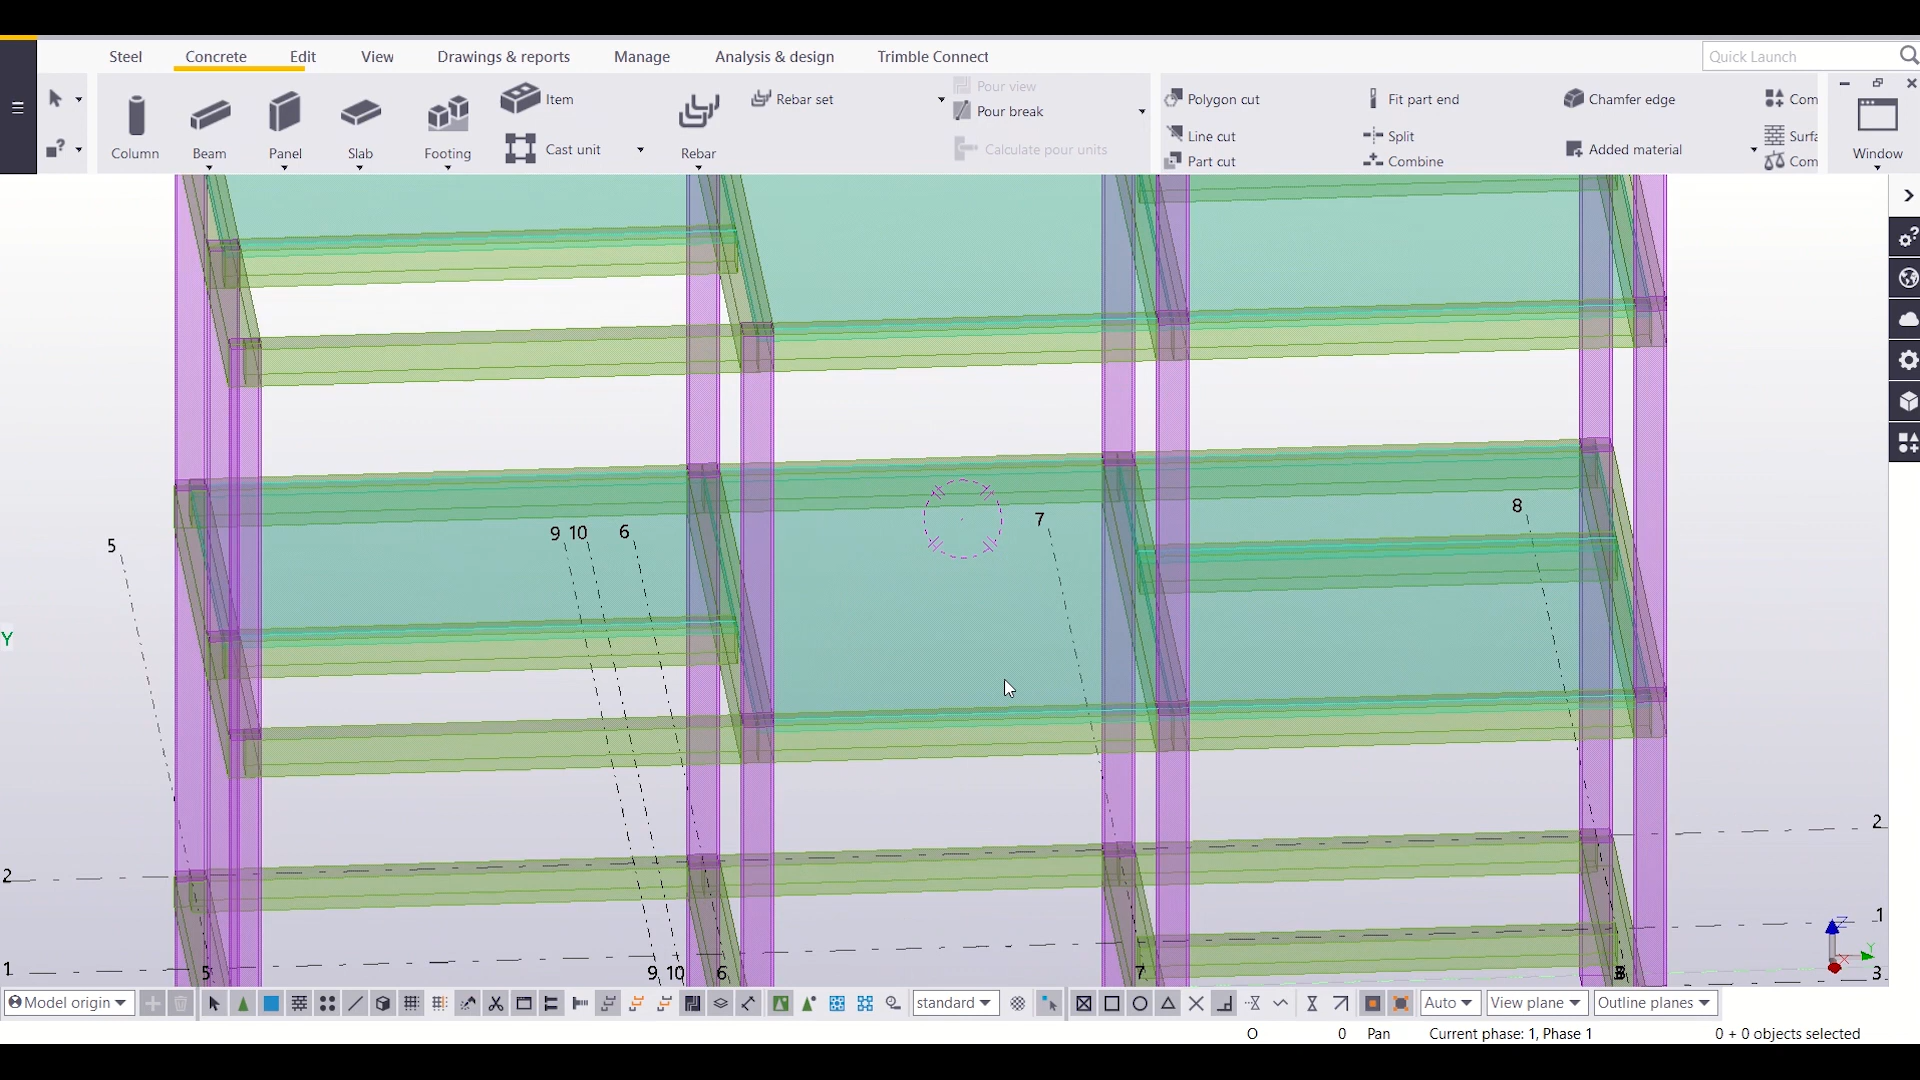 Steel Concrete Edit View Drawings & reports Manage Analysis & design Trimble Connect Quick Launch
Column Beam Panel Slab Footing Item Cast unit Rebar Rebar set Pour view Pour break Calculate pour units Polygon cut Line cut Part cut Fit part end Split Combine Chamfer edge Added material Com Surfa Com Window
5 9 10 6 7 8
Y
2 2
1 1
5 9 10 6 7 3
Z Y X
Model origin standard Auto View plane Outline planes
O 0 Pan Current phase: 1, Phase 1 0 + 0 objects selected